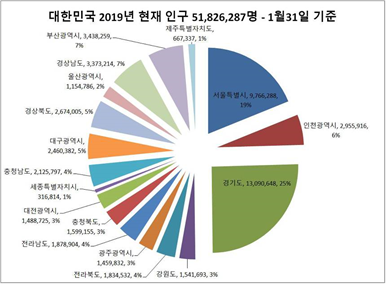 대한민국 2019년 현재 인구 51,826,287명 - 1월31일 기준
제주특별자치도,
667,337, 1%
부산광역시, 3,438,259,
7%
경상남도,
3,373,214, 7%
울산광역시,
1,154,786, 2%
경상북도,
2,674,005, 5%
대구광역시,
2,460,382, 5%
충청남도,
2,125,797, 4%
세종특별자치시,
316,814, 1%
대전광역시,
1,488,725, 3%
충청북도,
1,599,155, 3%
전라남도,
1,878,904, 4%
광주광역시,
1,459,832, 3%
전라북도,
1,834,532, 4%
강원도, 1,541,693, 3%
경기도, 13,090,648, 25%
인천광역시, 2,955,916,
6%
서울특별시, 9,766,288,
19%